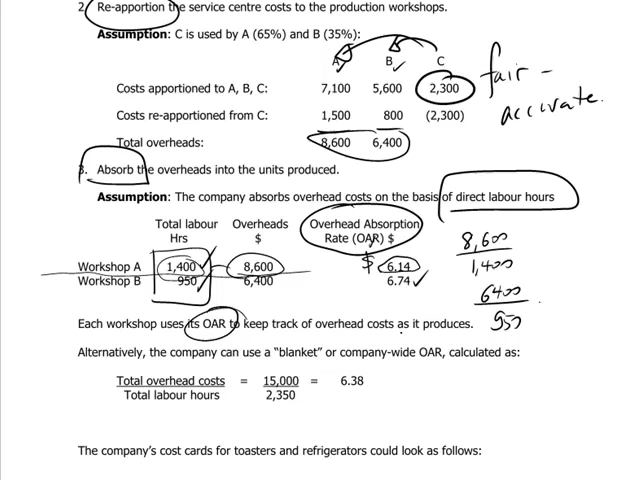 2. Re-apportion the service centre costs to the production workshops.
Assumption: C is used by A (65%) and B (35%):
A B C
fair –
accurate.
Costs apportioned to A, B, C: 7,100 5,600 2,300
Costs re-apportioned from C: 1,500 800 (2,300)
Total overheads: 8,600 6,400
3. Absorb the overheads into the units produced.
Assumption: The company absorbs overhead costs on the basis of direct labour hours
Total labour Overheads Overhead Absorption
Hrs $ Rate (OAR) $
8,600
1,400
Workshop A 1,400 8,600 $ 6.14
Workshop B 950 6,400 6.74
6400
950
Each workshop uses its OAR to keep track of overhead costs as it produces.
Alternatively, the company can use a “blanket” or company-wide OAR, calculated as:
Total overhead costs = 15,000 = 6.38
Total labour hours 2,350
The company’s cost cards for toasters and refrigerators could look as follows: